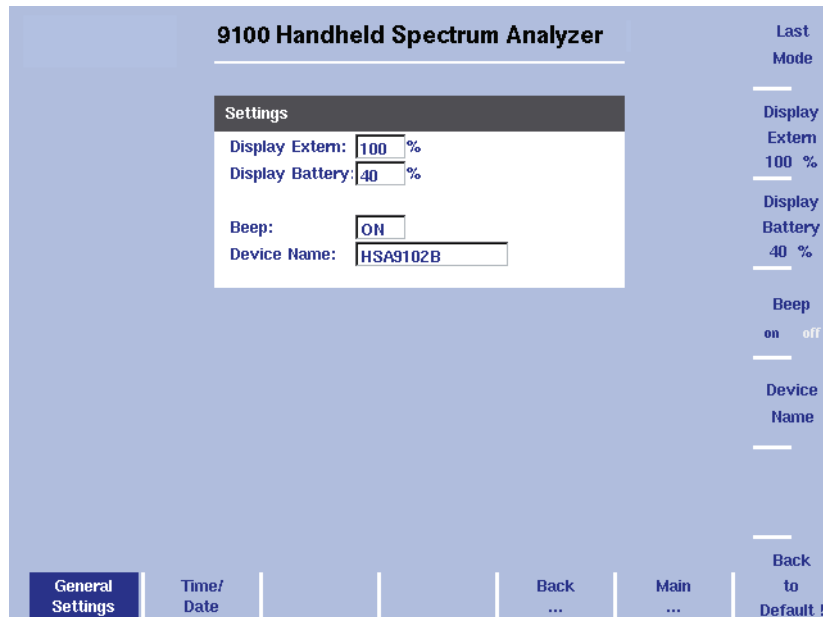 9100 Handheld Spectrum Analyzer
Settings
Display Extern: 100 %
Display Battery: 40 %
Beep: ON
Device Name: HSA9102B
Last
Mode
Display
Extern
100 %
Display
Battery
40 %
Beep
on off
Device
Name
Back
to
Default !
General
Settings
Time/
Date
Back
...
Main
...